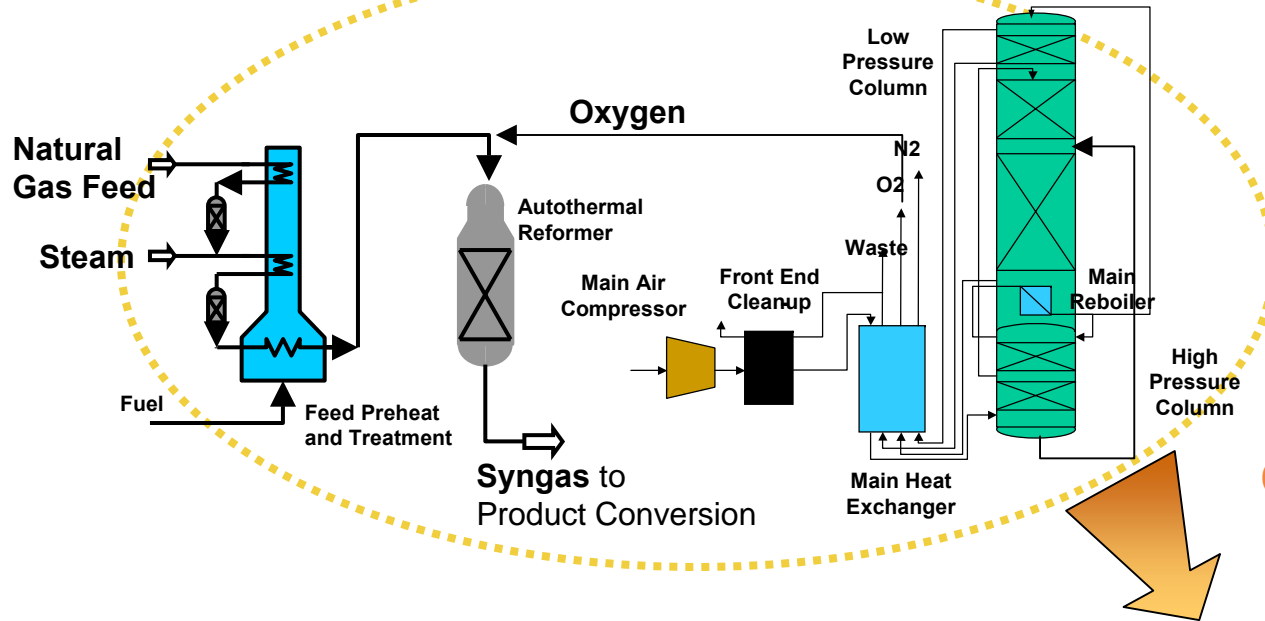 Low
Pressure
Column
Oxygen
Natural
Gas Feed
N2
O2
Autothermal
Reformer
Steam
Waste
Main Air
Compressor
Front End
Cleanup
Main
Reboiler
High
Pressure
Column
Fuel
Feed Preheat
and Treatment
Syngas to
Product Conversion
Main Heat
Exchanger